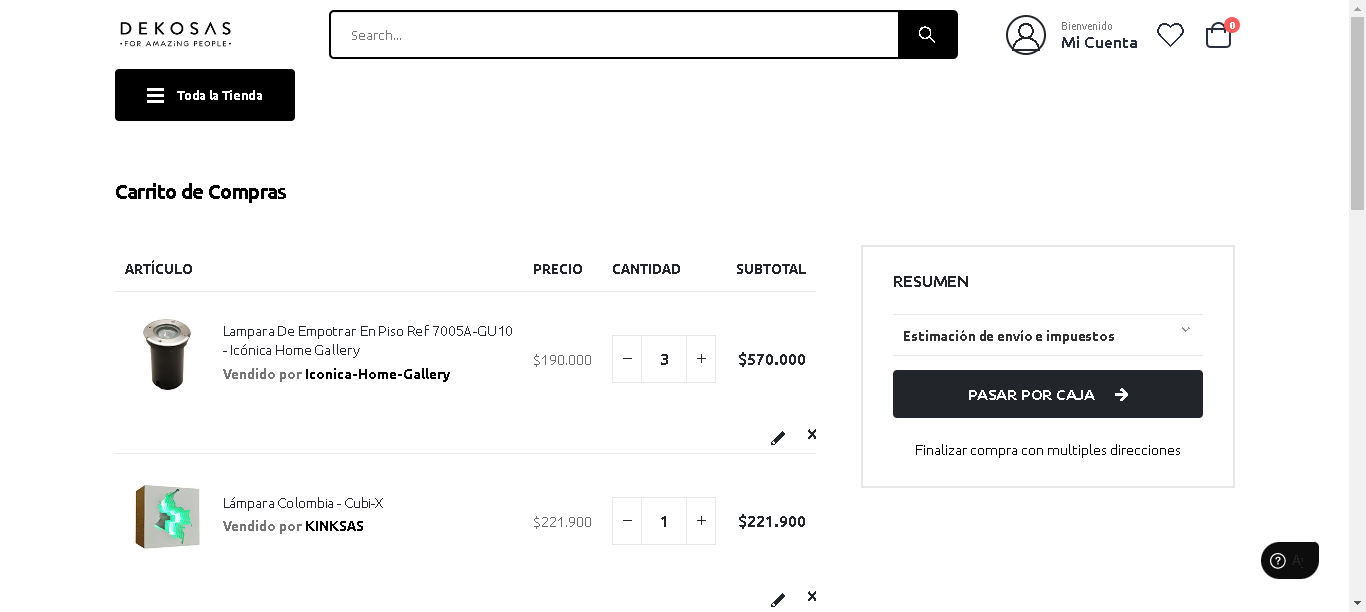 DEKOSAS
•FOR AMAZING PEOPLE•
Search...
Bienvenido
Mi Cuenta
0
Toda la Tienda
Carrito de Compras
ARTÍCULO PRECIO CANTIDAD SUBTOTAL
Lampara De Empotrar En Piso Ref 7005A-GU10
- Icónica Home Gallery
Vendido por Iconica-Home-Gallery
$190.000 − 3 + $570.000
Lámpara Colombia - Cubi-X
Vendido por KINKSAS
$221.900 − 1 + $221.900
RESUMEN
Estimación de envío e impuestos
PASAR POR CAJA
Finalizar compra con multiples direcciones